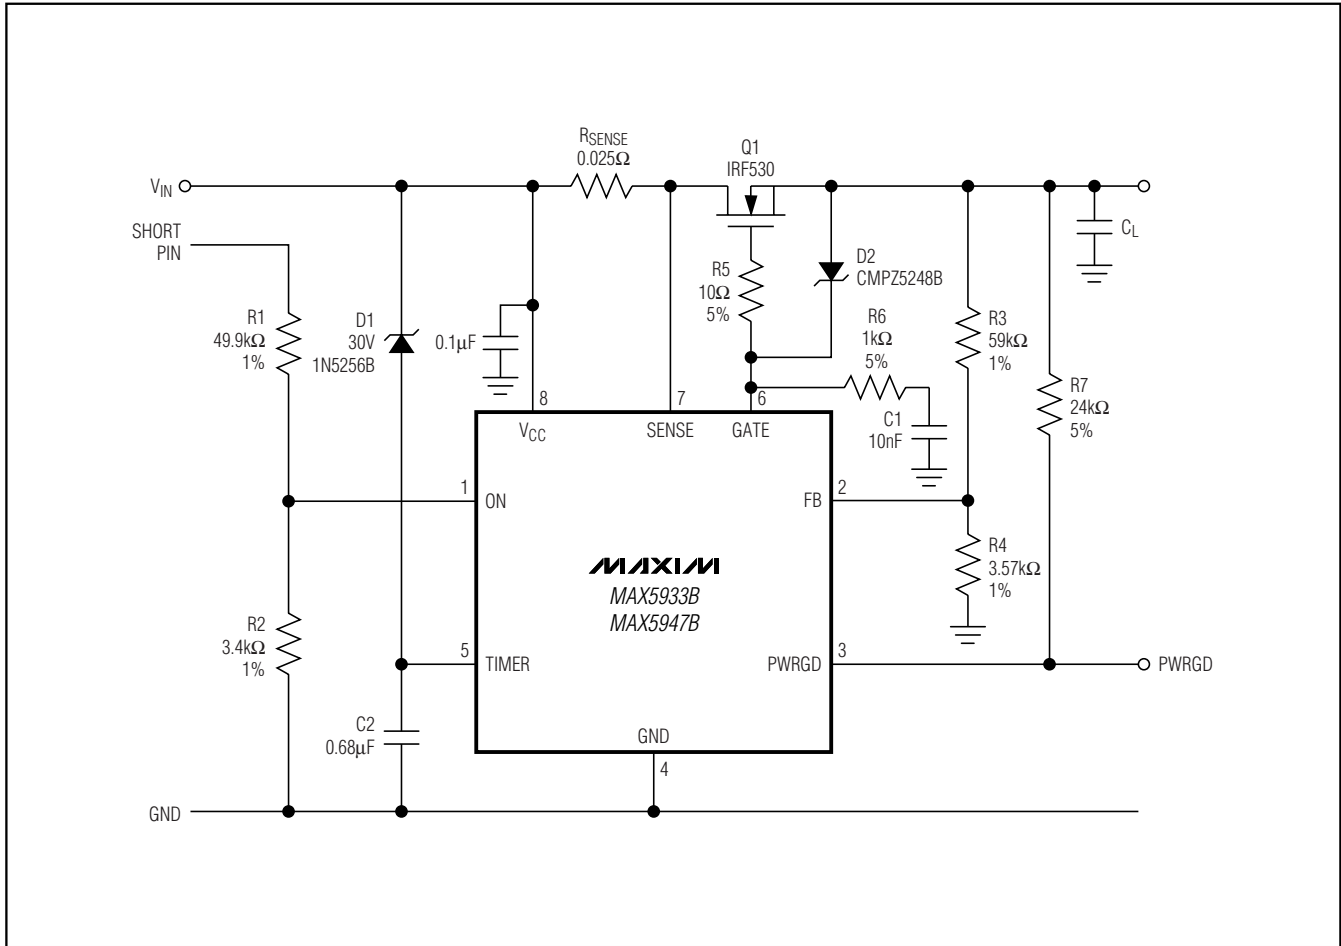 RSENSE
0.025Ω
Q1
IRF530
VIN
SHORT
PIN
CL
R1
49.9kΩ
1%
D1
30V
1N5256B
0.1μF
R5
10Ω
5%
D2
CMPZ5248B
R6
1kΩ
5%
R3
59kΩ
1%
R7
24kΩ
5%
C1
10nF
8
7
6
VCC
SENSE
GATE
1
ON
FB
2
MAXIM
MAX5933B
MAX5947B
R4
3.57kΩ
1%
R2
3.4kΩ
1%
5
TIMER
PWRGD
3
PWRGD
C2
0.68μF
GND
4
GND